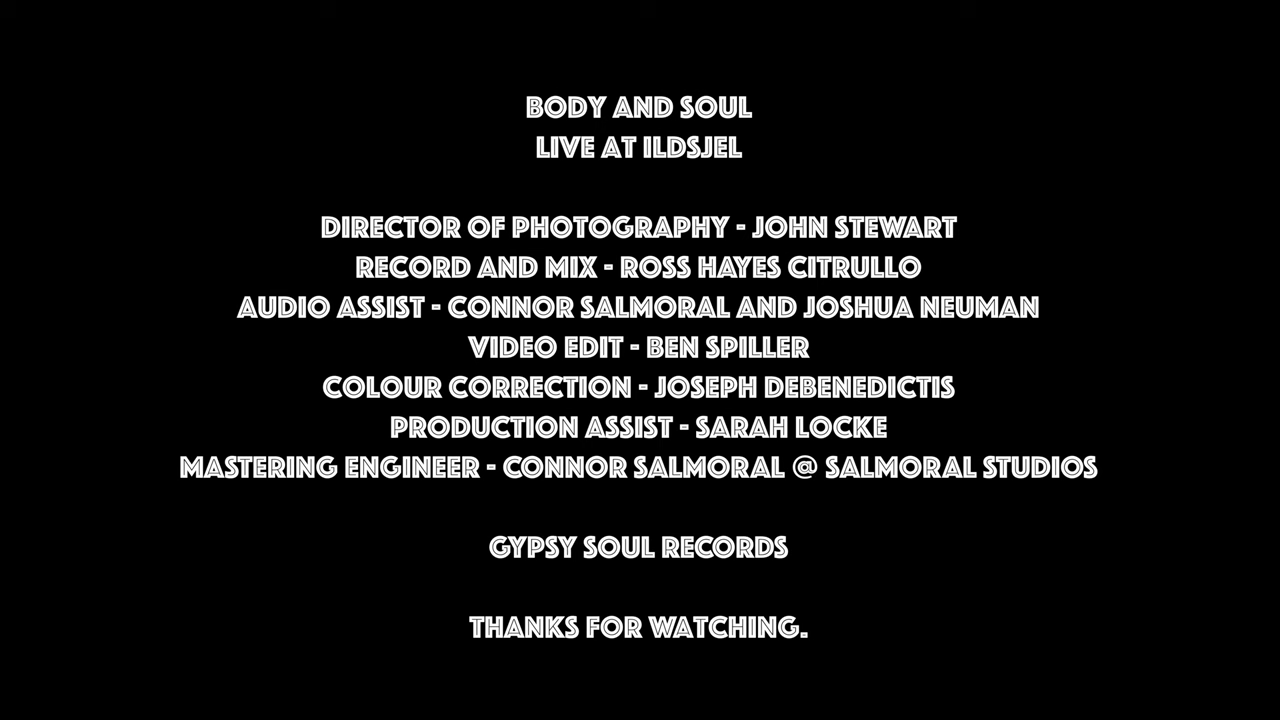 BODY AND SOUL
LIVE AT ILDSJEL
DIRECTOR OF PHOTOGRAPHY - JOHN STEWART
RECORD AND MIX - ROSS HAYES CITRULLO
AUDIO ASSIST - CONNOR SALMORAL AND JOSHUA NEUMAN
VIDEO EDIT - BEN SPILLER
COLOUR CORRECTION - JOSEPH DEBENEDICTIS
PRODUCTION ASSIST - SARAH LOCKE
MASTERING ENGINEER - CONNOR SALMORAL @ SALMORAL STUDIOS
GYPSY SOUL RECORDS
THANKS FOR WATCHING.